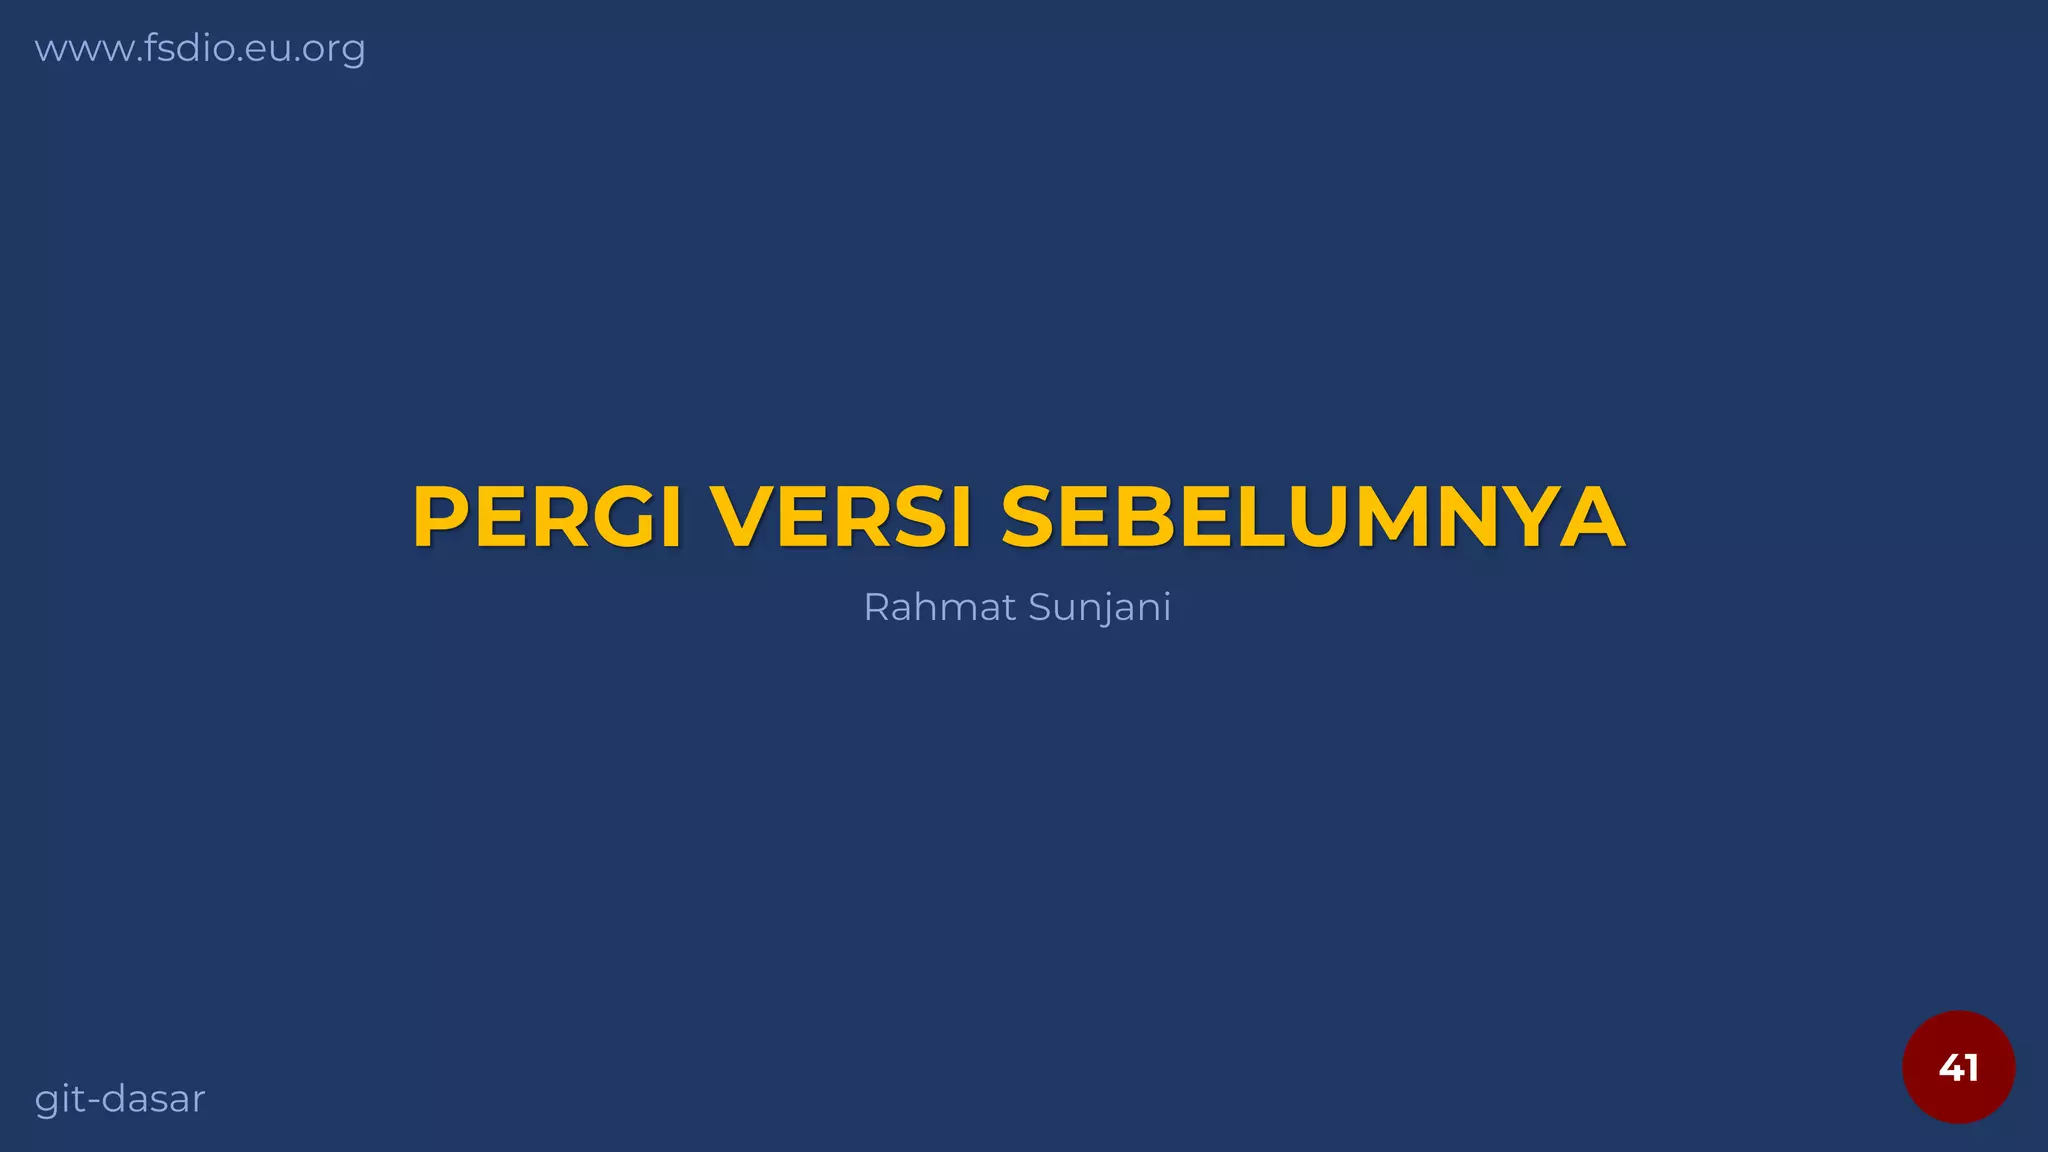 www.fsdio.eu.org
PERGI VERSI SEBELUMNYA
Rahmat Sunjani
git-dasar
41